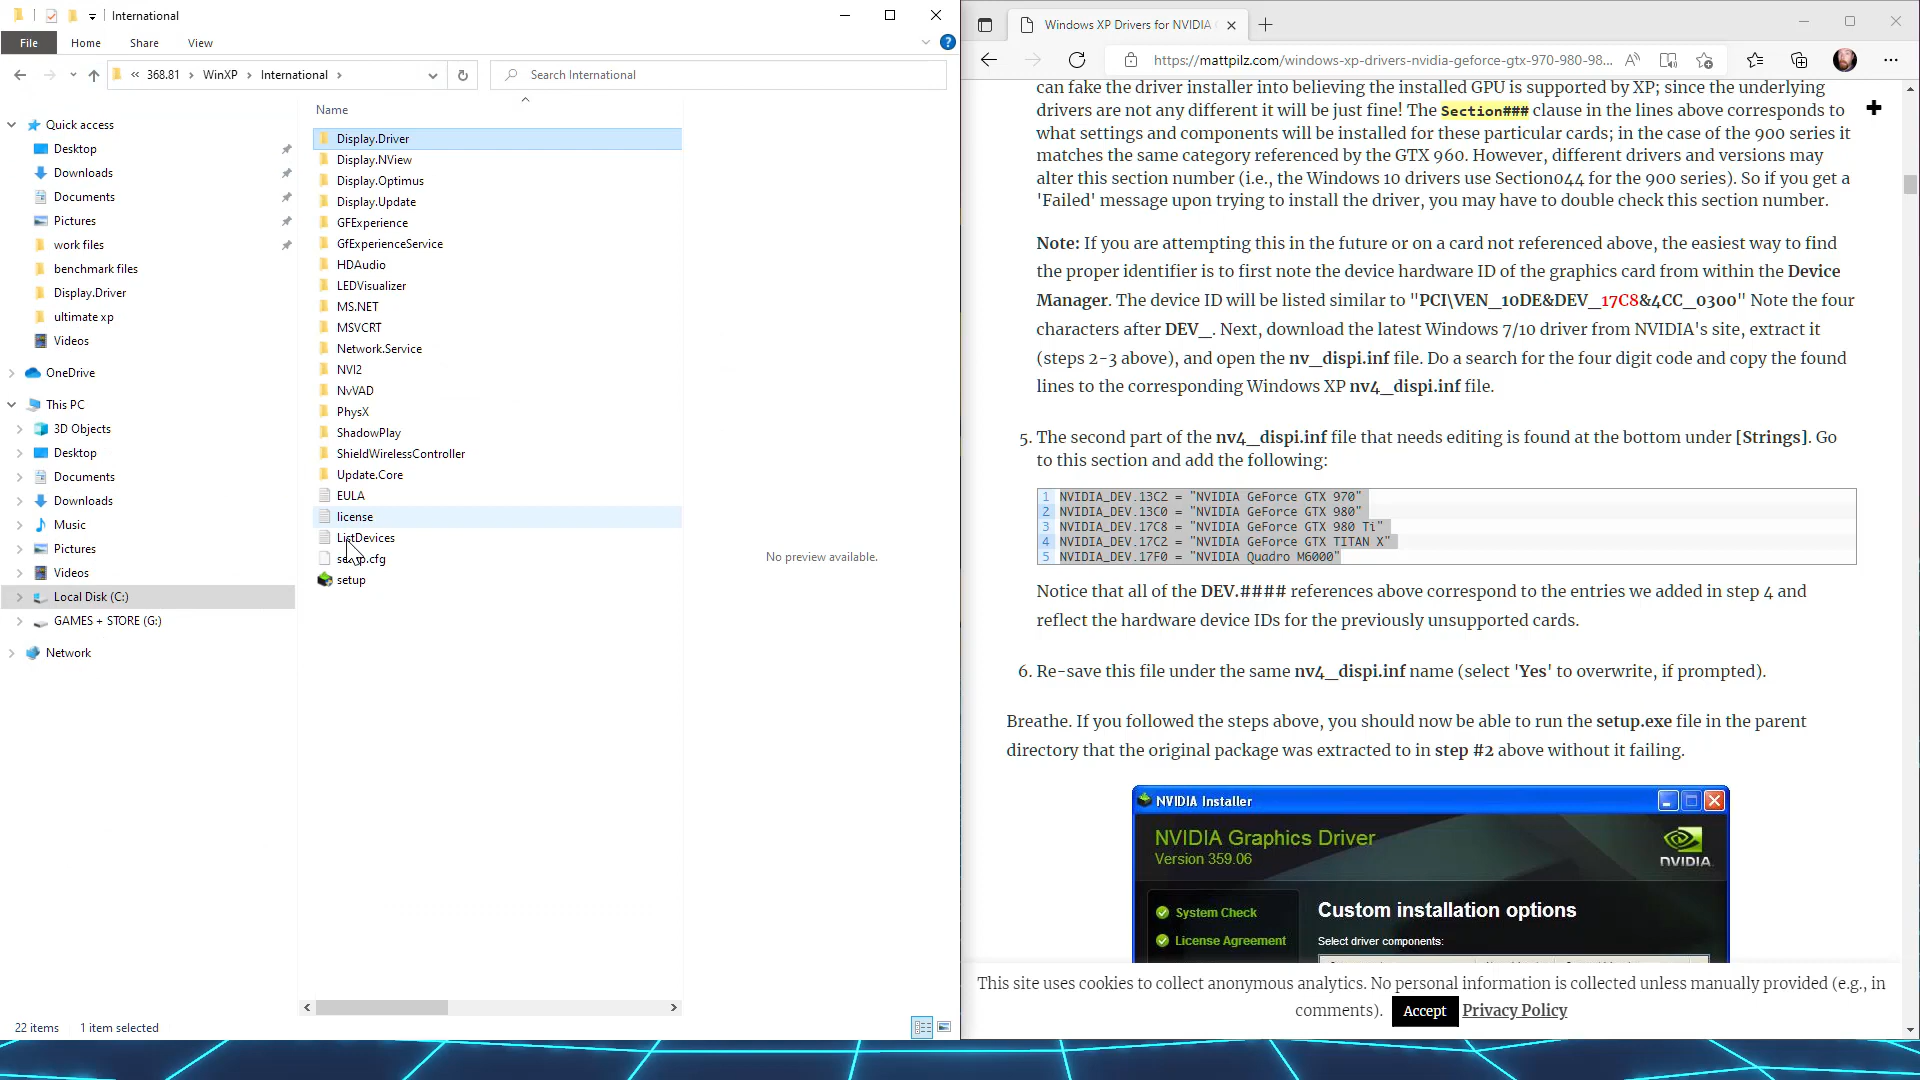 International
File
Home
Share
View
« 368.81 › WinXP › International ›
Search International
Quick access
Desktop
Downloads
Documents
Pictures
work files
benchmark files
Display.Driver
ultimate xp
Videos
OneDrive
This PC
3D Objects
Desktop
Documents
Downloads
Music
Pictures
Videos
Local Disk (C:)
GAMES + STORE (G:)
Network
Name
Display.Driver
Display.NView
Display.Optimus
Display.Update
GFExperience
GfExperienceService
HDAudio
LEDVisualizer
MS.NET
MSVCRT
Network.Service
NVI2
NvVAD
PhysX
ShadowPlay
ShieldWirelessController
Update.Core
EULA
license
ListDevices
setup.cfg
setup
No preview available.
22 items 1 item selected
Windows XP Drivers for NVIDIA
https://mattpilz.com/windows-xp-drivers-nvidia-geforce-gtx-970-980-98...
can fake the driver installer into believing the installed GPU is supported by XP; since the underlying
drivers are not any different it will be just fine! The Section### clause in the lines above corresponds to
what settings and components will be installed for these particular cards; in the case of the 900 series it
matches the same category referenced by the GTX 960. However, different drivers and versions may
alter this section number (i.e., the Windows 10 drivers use Section044 for the 900 series). So if you get a
'Failed' message upon trying to install the driver, you may have to double check this section number.
Note: If you are attempting this in the future or on a card not referenced above, the easiest way to find
the proper identifier is to first note the device hardware ID of the graphics card from within the Device
Manager. The device ID will be listed similar to "PCI\VEN_10DE&DEV_17C8&4CC_0300" Note the four
characters after DEV_. Next, download the latest Windows 7/10 driver from NVIDIA's site, extract it
(steps 2-3 above), and open the nv_dispi.inf file. Do a search for the four digit code and copy the found
lines to the corresponding Windows XP nv4_dispi.inf file.
5. The second part of the nv4_dispi.inf file that needs editing is found at the bottom under [Strings]. Go
to this section and add the following:
1 NVIDIA_DEV.13C2 = "NVIDIA GeForce GTX 970"
2 NVIDIA_DEV.13C0 = "NVIDIA GeForce GTX 980"
3 NVIDIA_DEV.17C8 = "NVIDIA GeForce GTX 980 Ti"
4 NVIDIA_DEV.17C2 = "NVIDIA GeForce GTX TITAN X"
5 NVIDIA_DEV.17F0 = "NVIDIA Quadro M6000"
Notice that all of the DEV.#### references above correspond to the entries we added in step 4 and
reflect the hardware device IDs for the previously unsupported cards.
6. Re-save this file under the same nv4_dispi.inf name (select 'Yes' to overwrite, if prompted).
Breathe. If you followed the steps above, you should now be able to run the setup.exe file in the parent
directory that the original package was extracted to in step #2 above without it failing.
NVIDIA Installer
NVIDIA Graphics Driver
Version 359.06
NVIDIA.
System Check
License Agreement
Custom installation options
Select driver components:
This site uses cookies to collect anonymous analytics. No personal information is collected unless manually provided (e.g., in
comments). Accept Privacy Policy